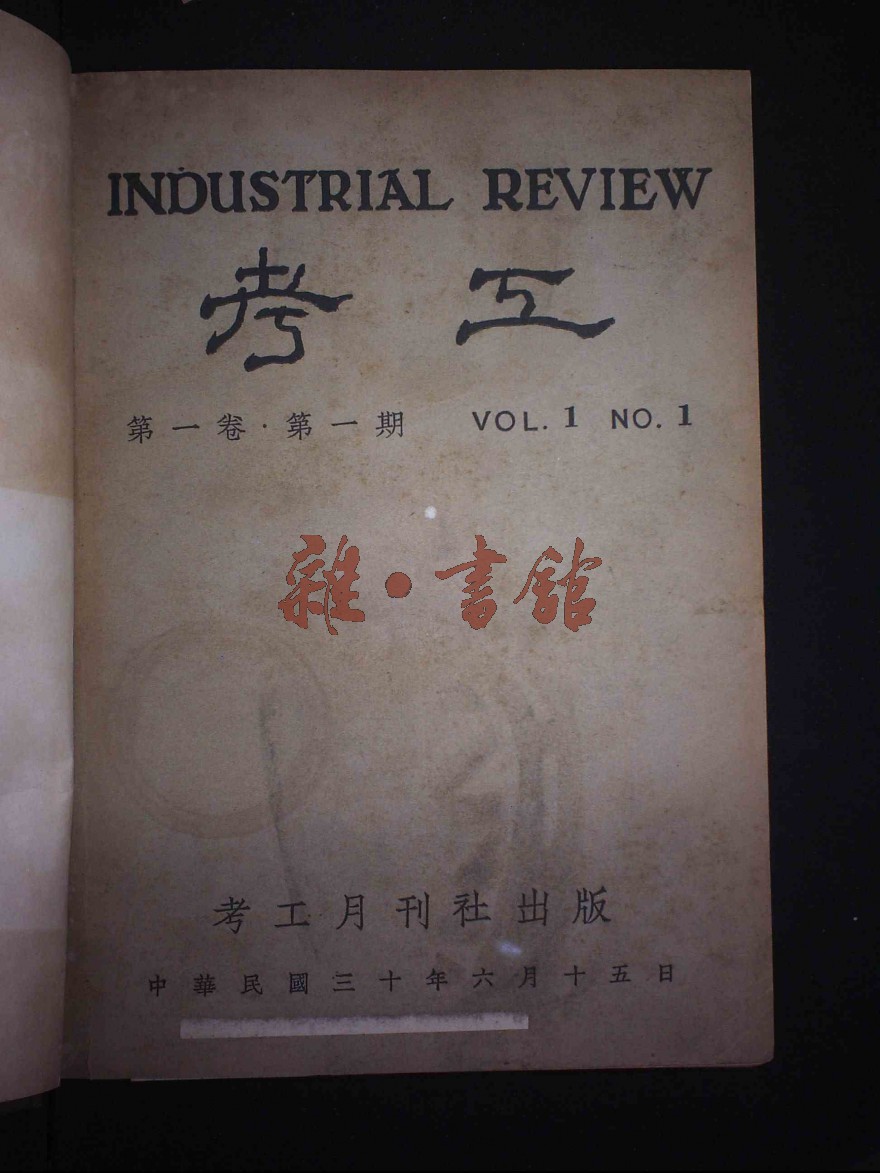 INDUSTRIAL REVIEW
考工
第一卷·第一期 VOL. 1 NO. 1
雜•書館
考工月刊社出版
中華民國三十年六月十五日